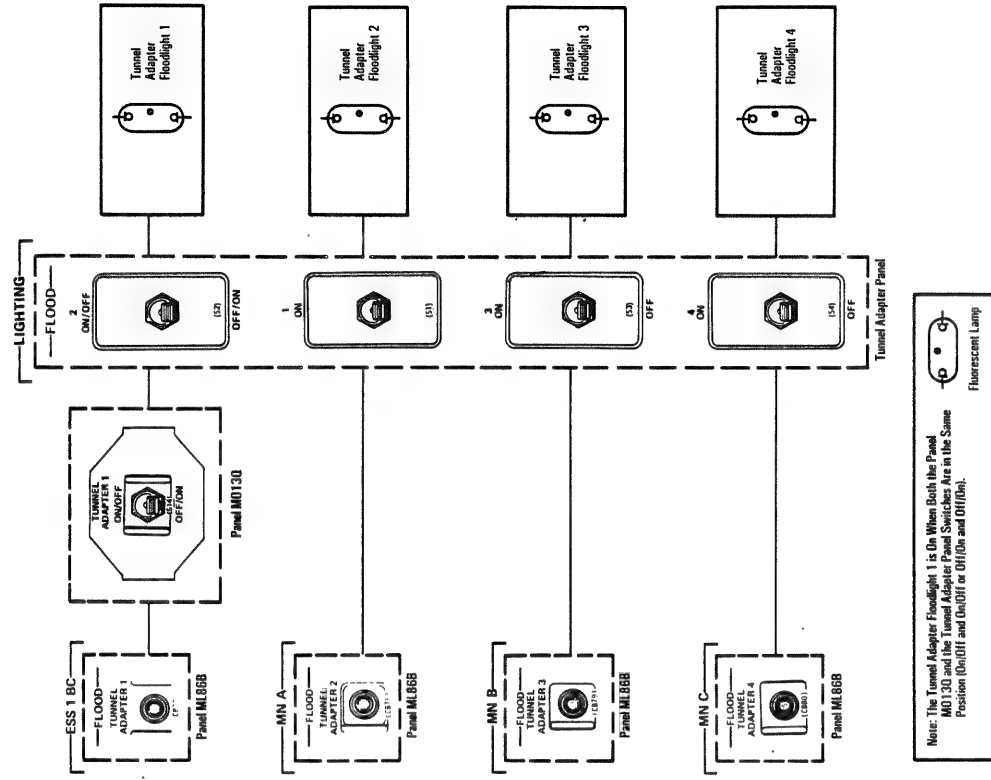 LIGHTING
FLOOD
ESS 1 BC
FLOOD
TUNNEL
ADAPTER 1
Panel ML86B
TUNNEL
ADAPTER 1
ON/OFF
(S14)
OFF/ON
Panel M013Q
2
ON/OFF
(S2)
OFF/ON
Tunnel
Adapter
Floodlight 1
MN A
FLOOD
TUNNEL
ADAPTER 2
Panel ML86B
1
ON
(S1)
Tunnel
Adapter
Floodlight 2
MN B
FLOOD
TUNNEL
ADAPTER 3
Panel ML86B
3
ON
(S3)
OFF
Tunnel
Adapter
Floodlight 3
MN C
FLOOD
TUNNEL
ADAPTER 4
(CB80)
Panel ML86B
4
ON
(S4)
OFF
Tunnel
Adapter
Floodlight 4
Tunnel Adapter Panel
Note: The Tunnel Adapter Floodlight 1 is On When Both the Panel
M013Q and the Tunnel Adapter Panel Switches Are in the Same
Position (On/Off and On/Off or Off/On and Off/On).
Fluorescent Lamp